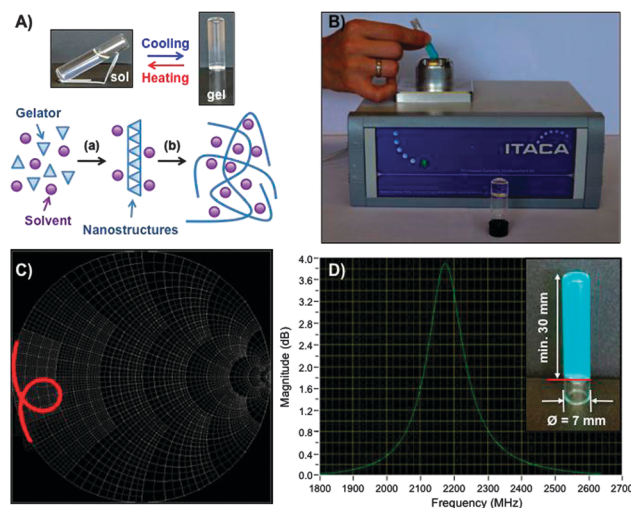 A)
Cooling
Heating
sol
gel
Gelator
(a)
(b)
Solvent
Nanostructures
B)
ITACA
C)
D)
Magnitude (dB)
4.0
3.6
3.2
2.8
2.4
2.0
1.6
1.2
0.8
0.4
0.0
1800
1900
2000
2100
2200
2300
2400
2500
2600
2700
Frequency (MHz)
min. 30 mm
Ø = 7 mm